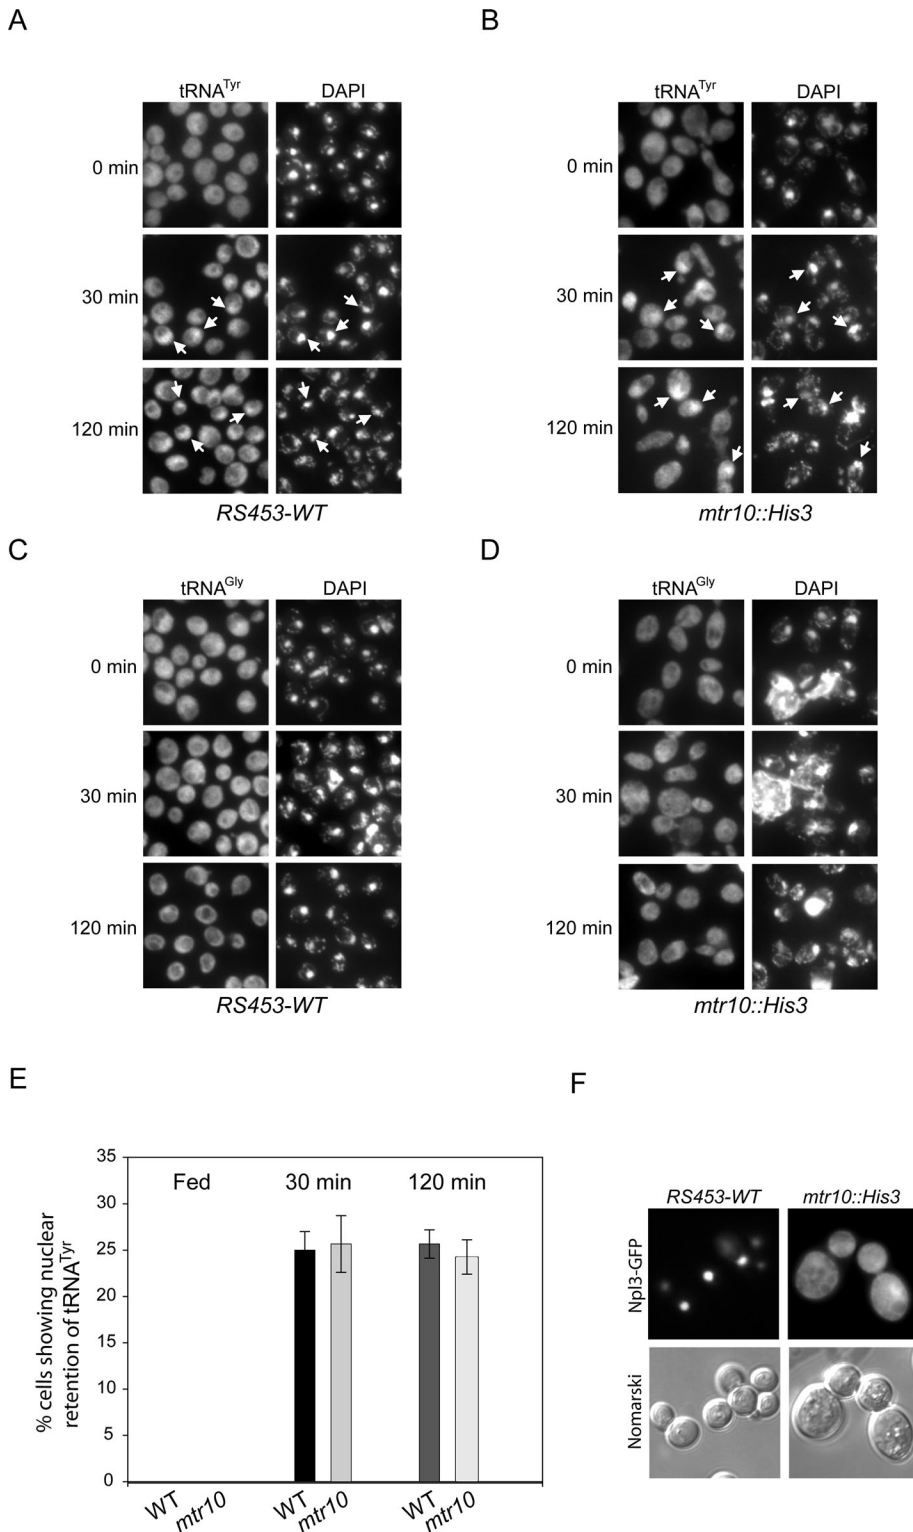 A
B
tRNATyr DAPI
tRNATyr DAPI
0 min
0 min
30 min
30 min
120 min
120 min
RS453-WT
mtr10::His3
C
D
tRNAGly DAPI
tRNAGly DAPI
0 min
0 min
30 min
30 min
120 min
120 min
RS453-WT
mtr10::His3
E
F
% cells showing nuclear
retention of tRNATyr
35
30
25
20
15
10
5
0
Fed 30 min 120 min
WT mtr10 WT mtr10 WT mtr10
RS453-WT mtr10::His3
Npl3-GFP
Nomarski